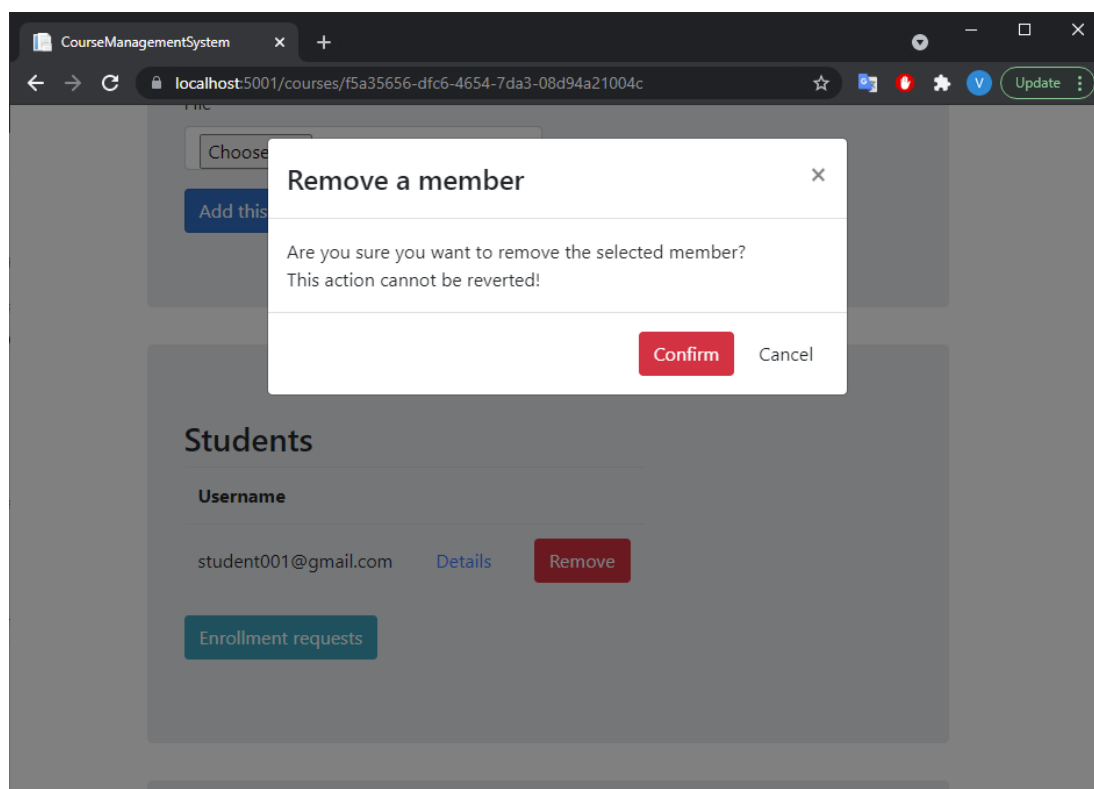 CourseManagementSystem
localhost:5001/courses/f5a35656-dfc6-4654-7da3-08d94a21004c
V
Update
File
Choose
Add this
Remove a member
Are you sure you want to remove the selected member?
This action cannot be reverted!
Confirm Cancel
Students
Username
student001@gmail.com Details Remove
Enrollment requests